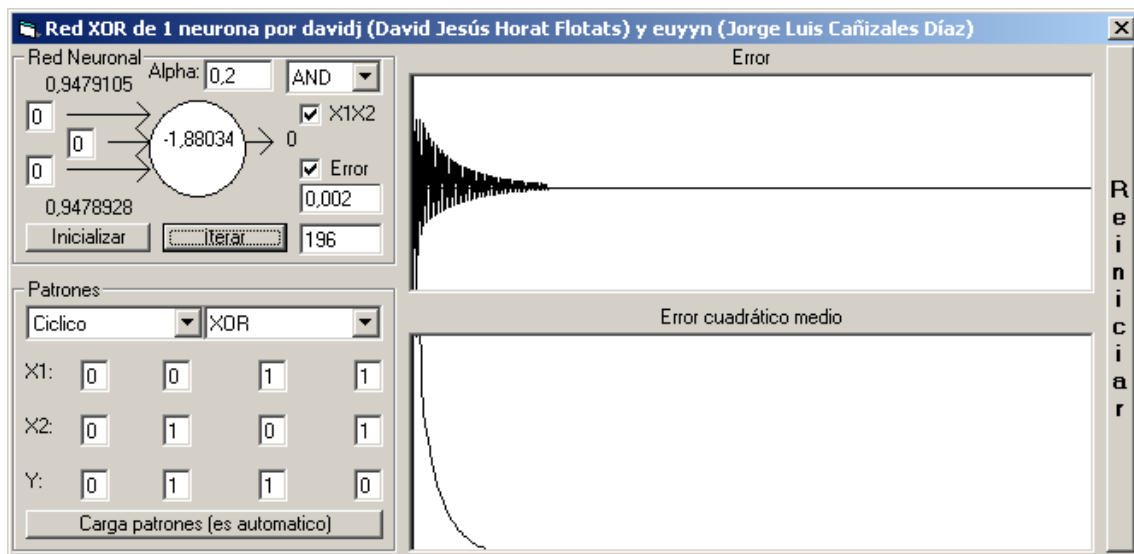 Red XOR de 1 neurona por davidj (David Jesús Horat Flotats) y euyyn (Jorge Luis Cañizales Díaz)
Red Neuronal
Alpha: 0,2 AND
0,9479105
0
0
0
-1,88034
0
X1X2
Error
0,002
0,9478928
Inicializar iterar 196
Patrones
Ciclico XOR
X1: 0 0 1 1
X2: 0 1 0 1
Y: 0 1 1 0
Carga patrones (es automatico)
Error
Error cuadrático medio
Reiniciar